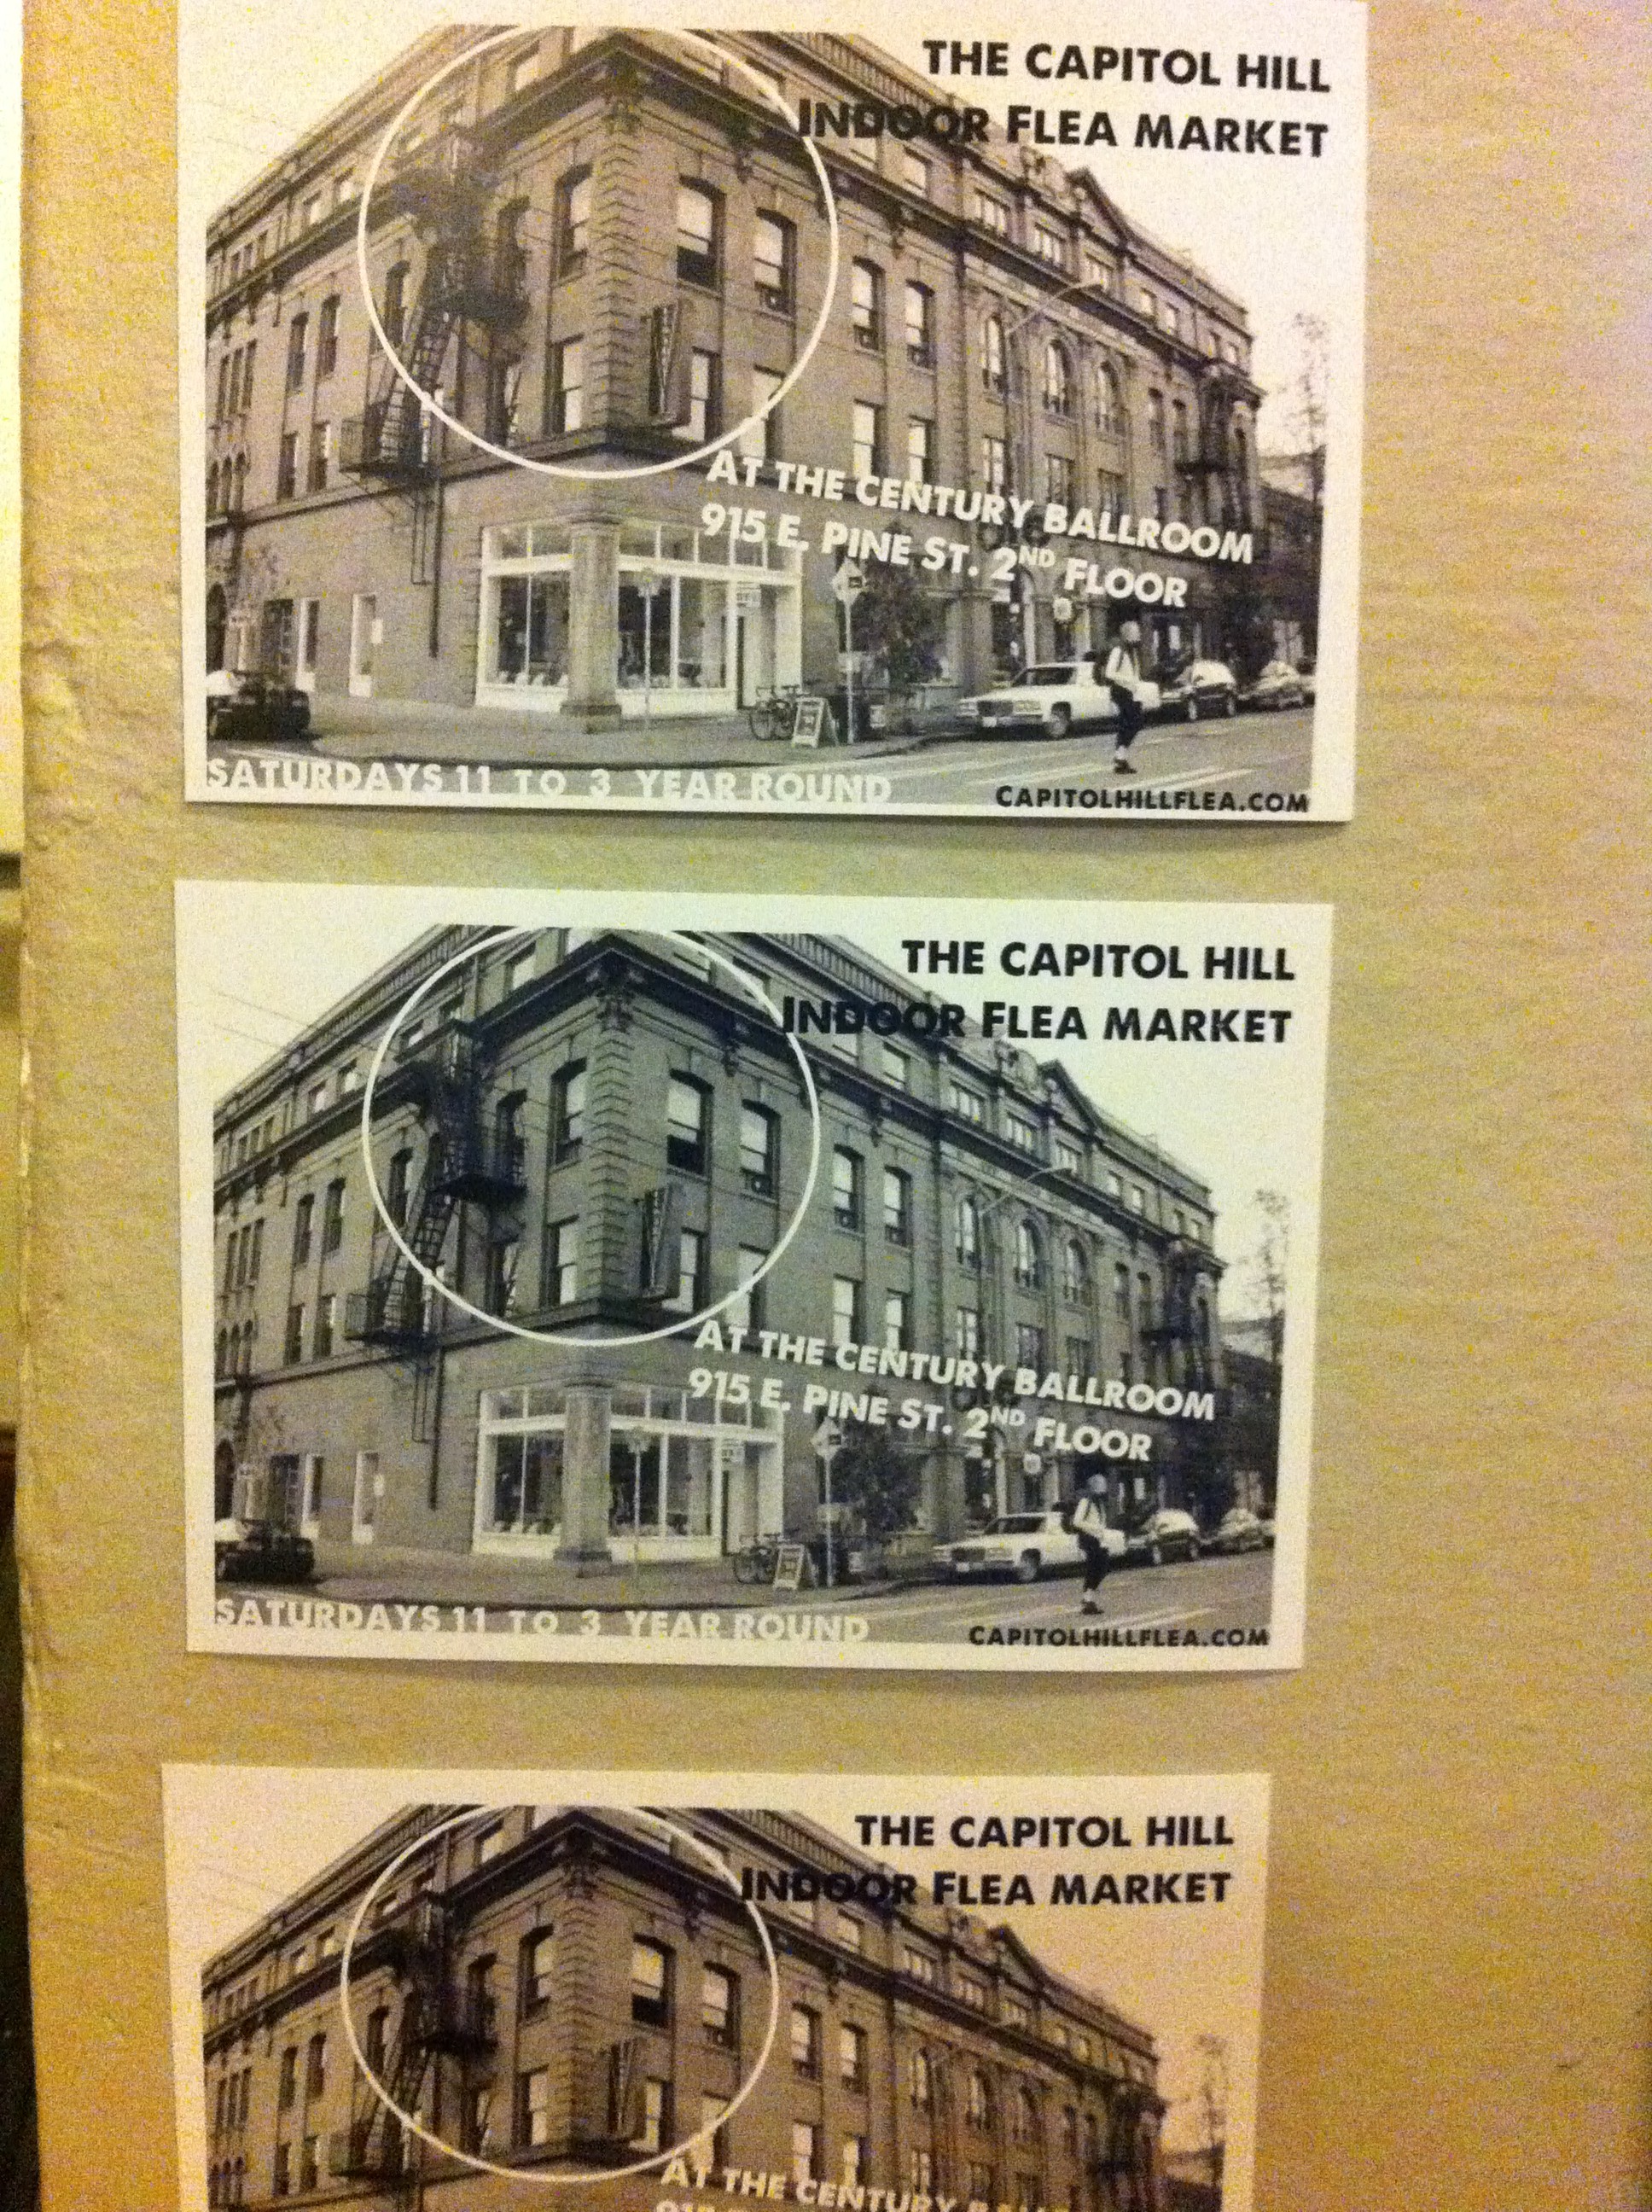 THE CAPITOL HILL
INDOOR FLEA MARKET
AT THE CENTURY BALLROOM
915 E. PINE ST. 2ND FLOOR
SATURDAYS 11 TO 3 YEAR ROUND
CAPITOLHILLFLEA.COM
THE CAPITOL HILL
INDOOR FLEA MARKET
AT THE CENTURY BALLROOM
915 E. PINE ST. 2ND FLOOR
SATURDAYS 11 TO 3 YEAR ROUND
CAPITOLHILLFLEA.COM
THE CAPITOL HILL
INDOOR FLEA MARKET
AT THE CENTURY